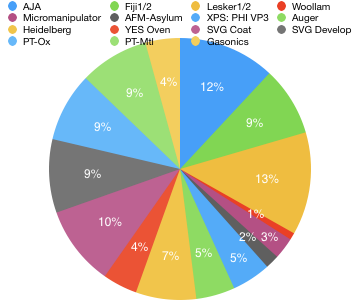 AJA Fiji1/2 Lesker1/2 Woollam
Micromanipulator AFM-Asylum XPS: PHI VP3 Auger
Heidelberg YES Oven SVG Coat SVG Develop
PT-Ox PT-Mtl Gasonics
4% 12%
9%
9% 9%
9% 13%
1%
10% 2% 3%
4% 7% 5% 5%